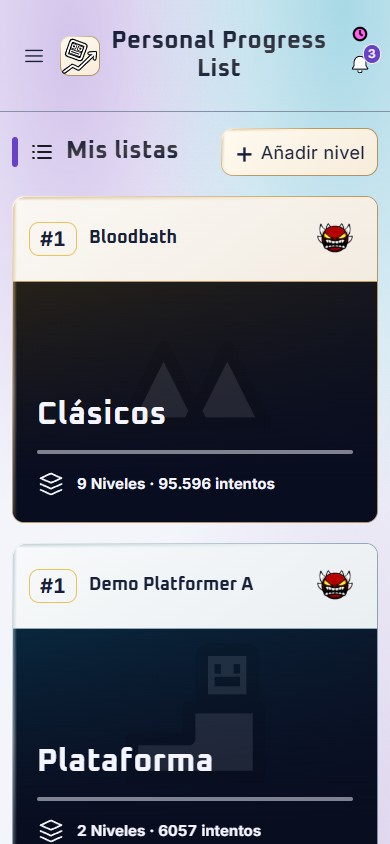 Personal Progress
List
3
Mis listas
+ Añadir nivel
#1 Bloodbath
Clásicos
9 Niveles · 95.596 intentos
#1 Demo Platformer A
Plataforma
2 Niveles · 6057 intentos